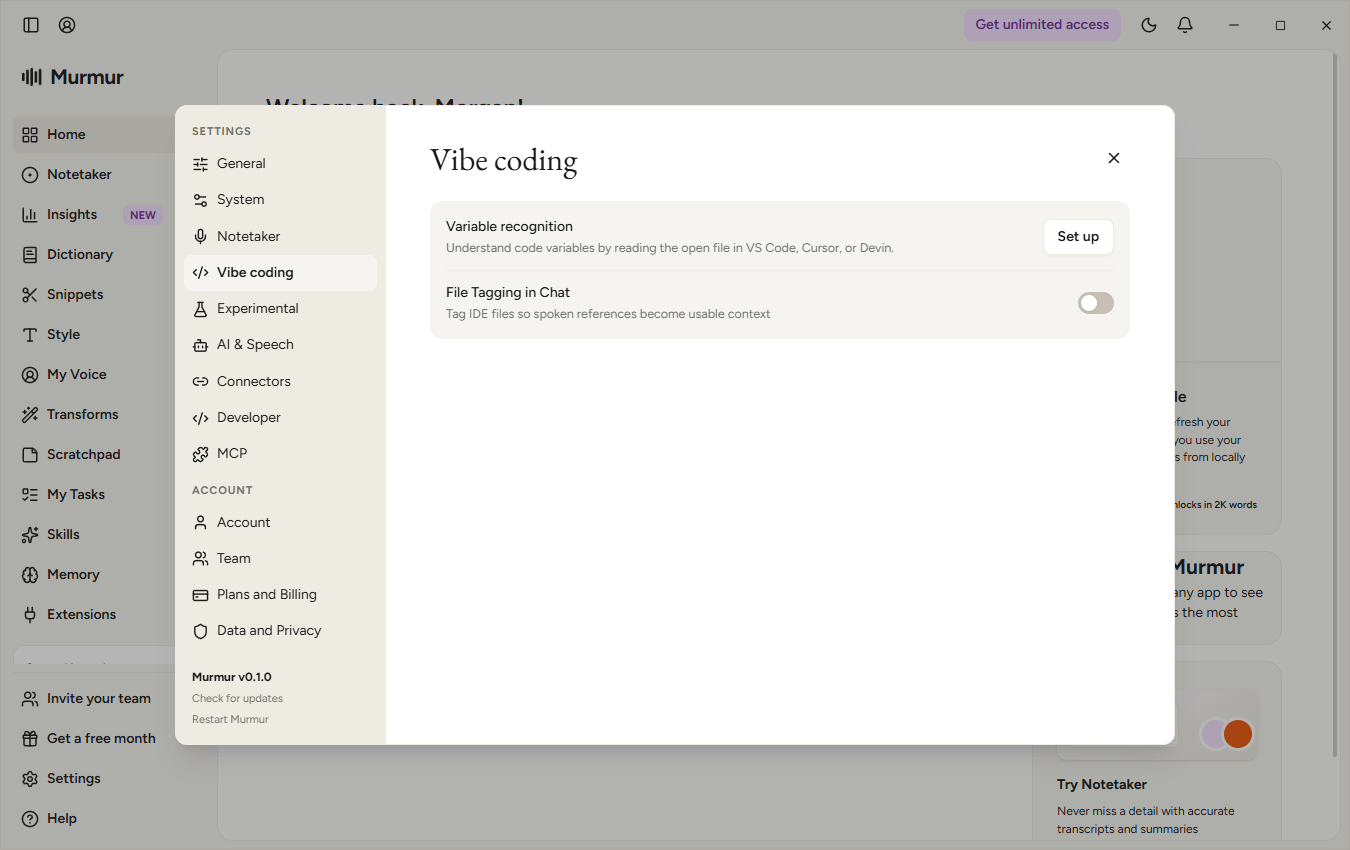 Get unlimited access
Murmur
Home
Notetaker
Insights NEW
Dictionary
Snippets
Style
My Voice
Transforms
Scratchpad
My Tasks
Skills
Memory
Extensions
Invite your team
Get a free month
Settings
Help
SETTINGS
General
System
Notetaker
Vibe coding
Experimental
AI & Speech
Connectors
Developer
MCP
ACCOUNT
Account
Team
Plans and Billing
Data and Privacy
Murmur v0.1.0
Check for updates
Restart Murmur
Vibe coding
Variable recognition
Understand code variables by reading the open file in VS Code, Cursor, or Devin.
Set up
File Tagging in Chat
Tag IDE files so spoken references become usable context
your
you use your
from locally
in 2K words
Murmur
any app to see
the most
Try Notetaker
Never miss a detail with accurate
transcripts and summaries